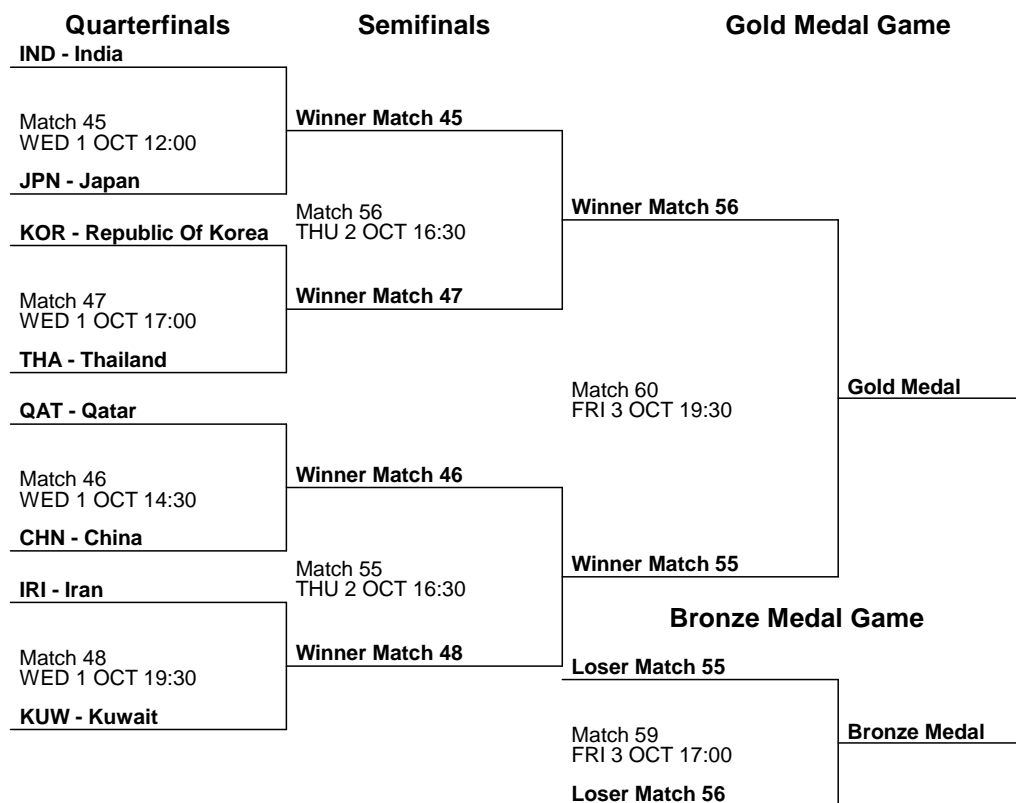 Quarterfinals
Semifinals
Gold Medal Game
IND - India
Match 45
WED 1 OCT 12:00
JPN - Japan
KOR - Republic Of Korea
Match 47
WED 1 OCT 17:00
THA - Thailand
QAT - Qatar
Match 46
WED 1 OCT 14:30
CHN - China
IRI - Iran
Match 48
WED 1 OCT 19:30
KUW - Kuwait
Winner Match 45
Match 56
THU 2 OCT 16:30
Winner Match 47
Winner Match 46
Match 55
THU 2 OCT 16:30
Winner Match 48
Winner Match 56
Match 60
FRI 3 OCT 19:30
Winner Match 55
Gold Medal
Bronze Medal Game
Loser Match 55
Match 59
FRI 3 OCT 17:00
Loser Match 56
Bronze Medal